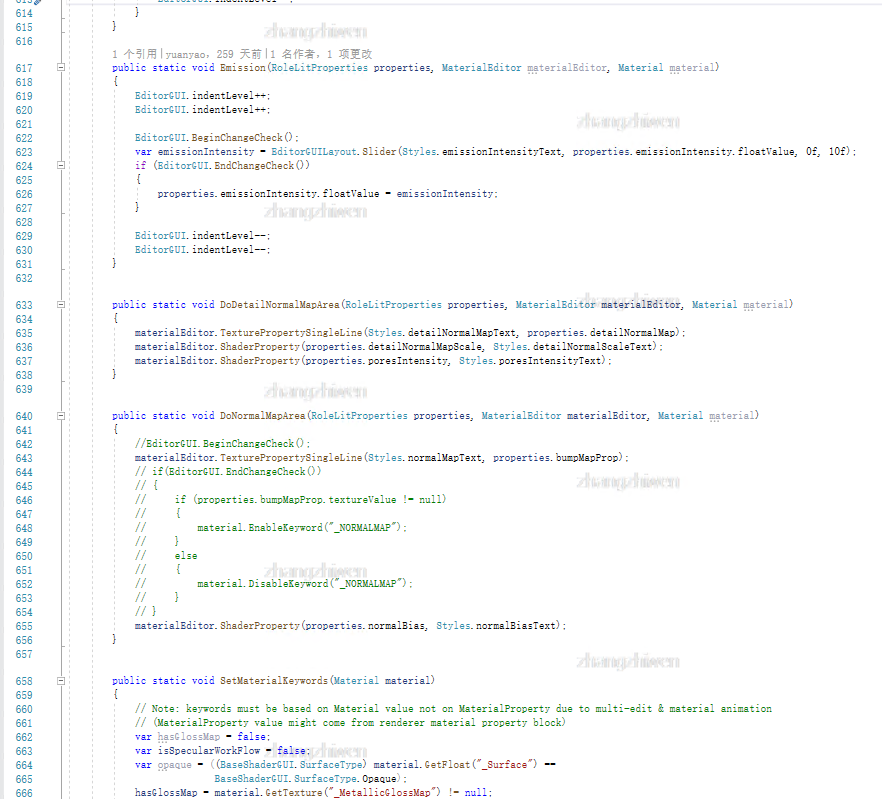 614 }
615 }
616
1 个引用|yuanyao，259 天前|1 名作者，1 项更改
617 public static void Emission(RoleLitProperties properties, MaterialEditor materialEditor, Material material)
618 {
619 EditorGUI.indentLevel++;
620 EditorGUI.indentLevel++;
621
622 EditorGUI.BeginChangeCheck();
623 var emissionIntensity = EditorGUILayout.Slider(Styles.emissionIntensityText, properties.emissionIntensity.floatValue, 0f, 10f);
624 if (EditorGUI.EndChangeCheck())
625 {
626 properties.emissionIntensity.floatValue = emissionIntensity;
627 }
628
629 EditorGUI.indentLevel--;
630 EditorGUI.indentLevel--;
631 }
632
633 public static void DoDetailNormalMapArea(RoleLitProperties properties, MaterialEditor materialEditor, Material material)
634 {
635 materialEditor.TexturePropertySingleLine(Styles.detailNormalMapText, properties.detailNormalMap);
636 materialEditor.ShaderProperty(properties.detailNormalMapScale, Styles.detailNormalScaleText);
637 materialEditor.ShaderProperty(properties.poresIntensity, Styles.poresIntensityText);
638 }
639
640 public static void DoNormalMapArea(RoleLitProperties properties, MaterialEditor materialEditor, Material material)
641 {
642 //EditorGUI.BeginChangeCheck();
643 materialEditor.TexturePropertySingleLine(Styles.normalMapText, properties.bumpMapProp);
644 // if(EditorGUI.EndChangeCheck())
645 // {
646 // if (properties.bumpMapProp.textureValue != null)
647 // {
648 // material.EnableKeyword("_NORMALMAP");
649 // }
650 // else
651 // {
652 // material.DisableKeyword("_NORMALMAP");
653 // }
654 // }
655 materialEditor.ShaderProperty(properties.normalBias, Styles.normalBiasText);
656 }
657
658 public static void SetMaterialKeywords(Material material)
659 {
660 // Note: keywords must be based on Material value not on MaterialProperty due to multi-edit & material animation
661 // (MaterialProperty value might come from renderer material property block)
662 var hasGlossMap = false;
663 var isSpecularWorkFlow = false;
664 var opaque = ((BaseShaderGUI.SurfaceType) material.GetFloat("_Surface") ==
665 BaseShaderGUI.SurfaceType.Opaque);
666 hasGlossMap = material.GetTexture("_MetallicGlossMap") != null;
zhangzhiwen
zhangzhiwen
zhangzhiwen
zhangzhiwen
zhangzhiwen
zhangzhiwen
zhangzhiwen
zhangzhiwen
zhangzhiwen